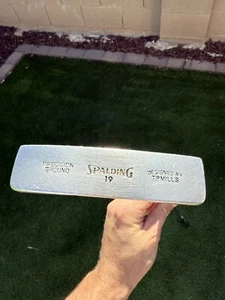 PRECISION
GROUND
SPALDING
19
DESIGNED BY
T.P. MILLS